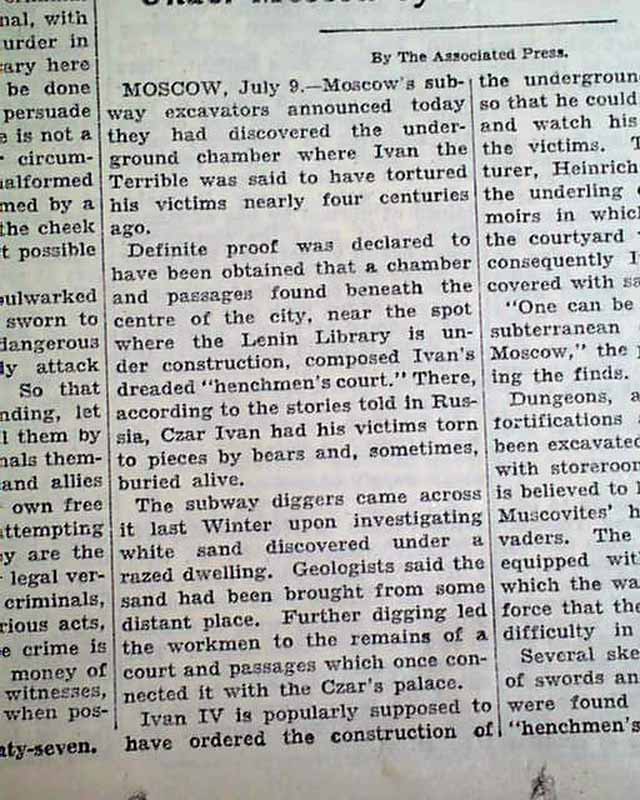 nal, with
urder in
ary here
be done
persuade
e is not a
circum-
alformed
med by a
the cheek
t possible
ulwarked
sworn to
dangerous
ly attack
So that
nding, let
l them by
nals them-
and allies
own free
attempting
y are the
legal ver-
criminals,
rious acts,
e crime is
money of
witnesses,
when pos-
aty-seven.
By The Associated Press.
MOSCOW, July 9.—Moscow's sub-
way excavators announced today
they had discovered the under-
ground chamber where Ivan the
Terrible was said to have tortured
his victims nearly four centuries
ago.
Definite proof was declared to
have been obtained that a chamber
and passages found beneath the
centre of the city, near the spot
where the Lenin Library is un-
der construction, composed Ivan's
dreaded "henchmen's court." There,
according to the stories told in Rus-
sia, Czar Ivan had his victims torn
to pieces by bears and, sometimes,
buried alive.
The subway diggers came across
it last Winter upon investigating
white sand discovered under a
razed dwelling. Geologists said the
sand had been brought from some
distant place. Further digging led
the workmen to the remains of a
court and passages which once con-
nected it with the Czar's palace.
Ivan IV is popularly supposed to
have ordered the construction of
the undergroun
so that he could
and watch his
the victims. T
turer, Heinrich
the underling
moirs in which
the courtyard
consequently I
covered with sa
"One can be
subterranean
Moscow," the p
ing the finds.
Dungeons, a
fortifications
been excavated
with storeroom
is believed to
Muscovites' h
vaders. The
equipped with
which the wa
force that the
difficulty in
Several ske
of swords an
were found
"henchmen's